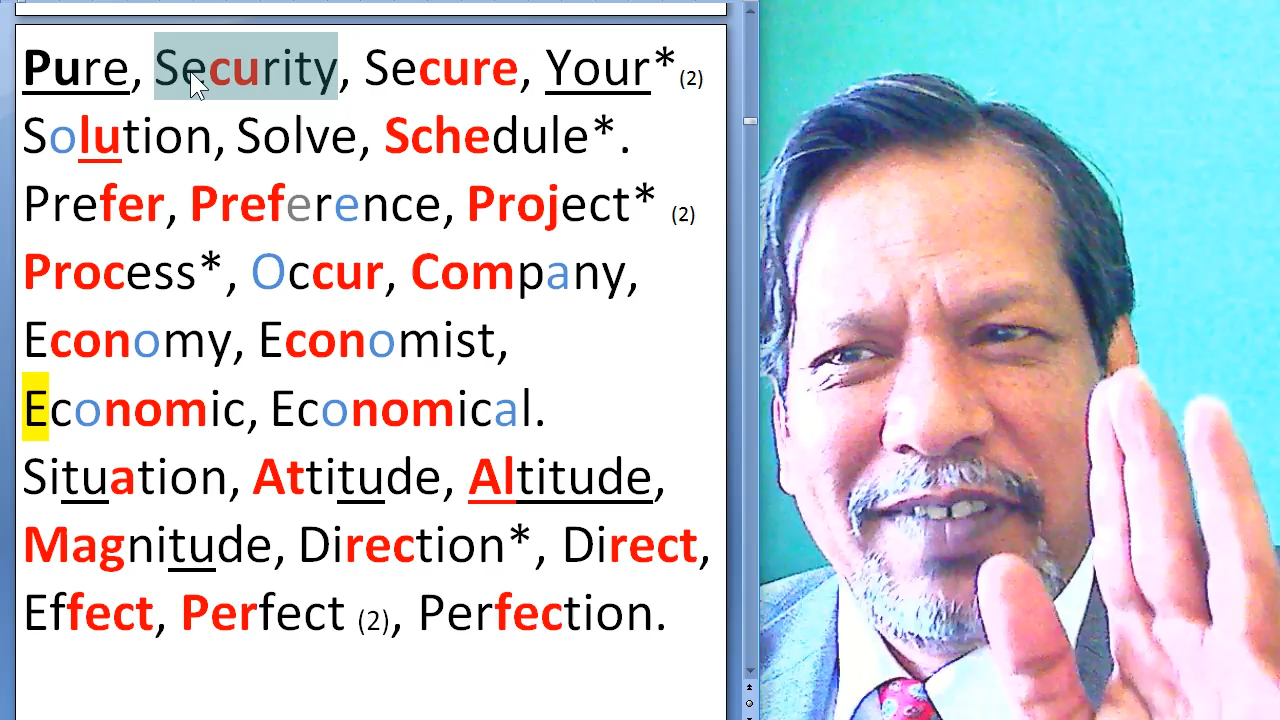 Pure, Security, Secure, Your*(2)
Solution, Solve, Schedule*.
Prefer, Preference, Project* (2)
Process*, Occur, Company,
Economy, Economist,
Economic, Economical.
Situation, Attitude, Altitude,
Magnitude, Direction*, Direct,
Effect, Perfect (2), Perfection.